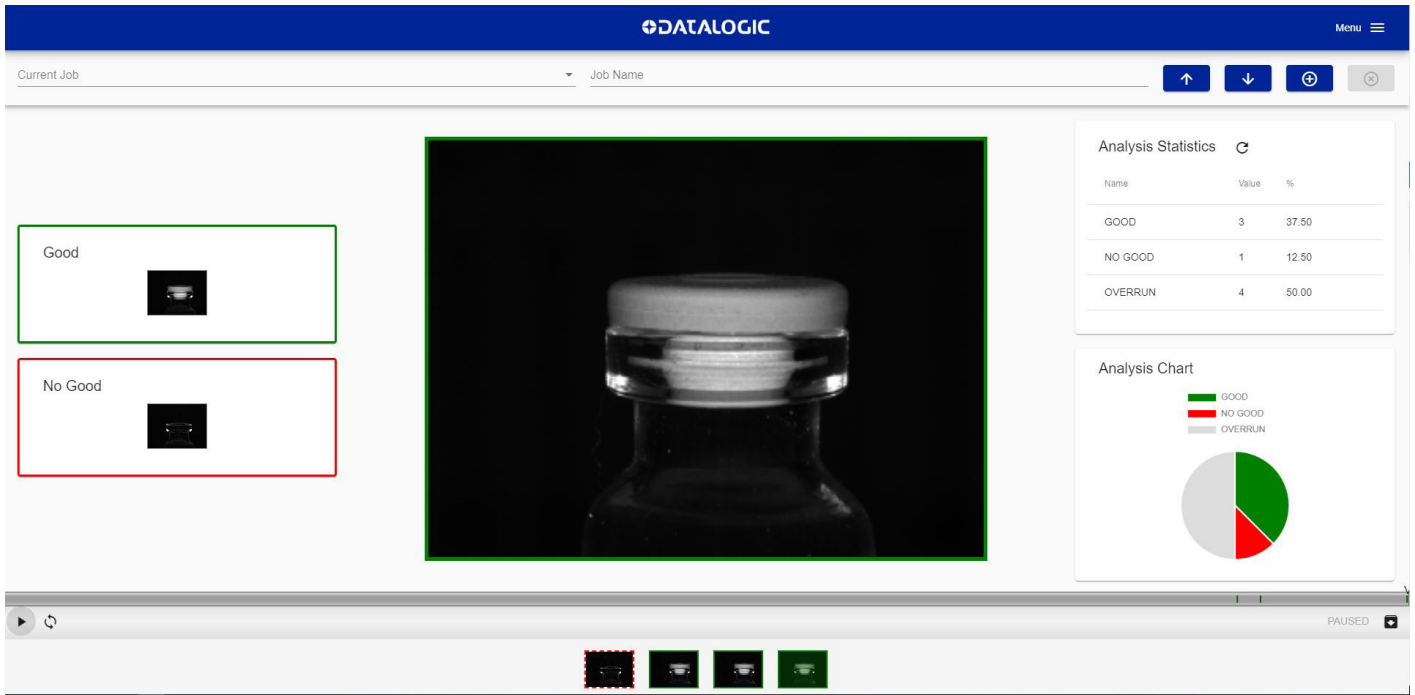 DATALOGIC
Menu
Current Job
Job Name
Good
No Good
Analysis Statistics
Name Value %
GOOD 3 37.50
NO GOOD 1 12.50
OVERRUN 4 50.00
Analysis Chart
GOOD
NO GOOD
OVERRUN
PAUSED